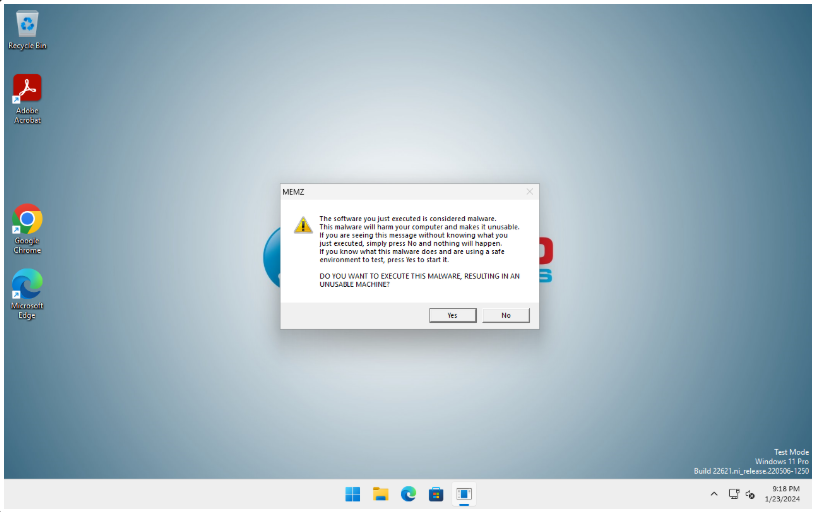 Recycle Bin
Adobe
Acrobat
Google
Chrome
Microsoft
Edge
MEMZ
The software you just executed is considered malware.
This malware will harm your computer and makes it unusable.
If you are seeing this message without knowing what you
just executed, simply press No and nothing will happen.
If you know what this malware does and are using a safe
environment to test, press Yes to start it.
DO YOU WANT TO EXECUTE THIS MALWARE, RESULTING IN AN
UNUSABLE MACHINE?
Yes
No
Test Mode
Windows 11 Pro
Build 22621.ni_release.220506-1250
9:18 PM
1/23/2024